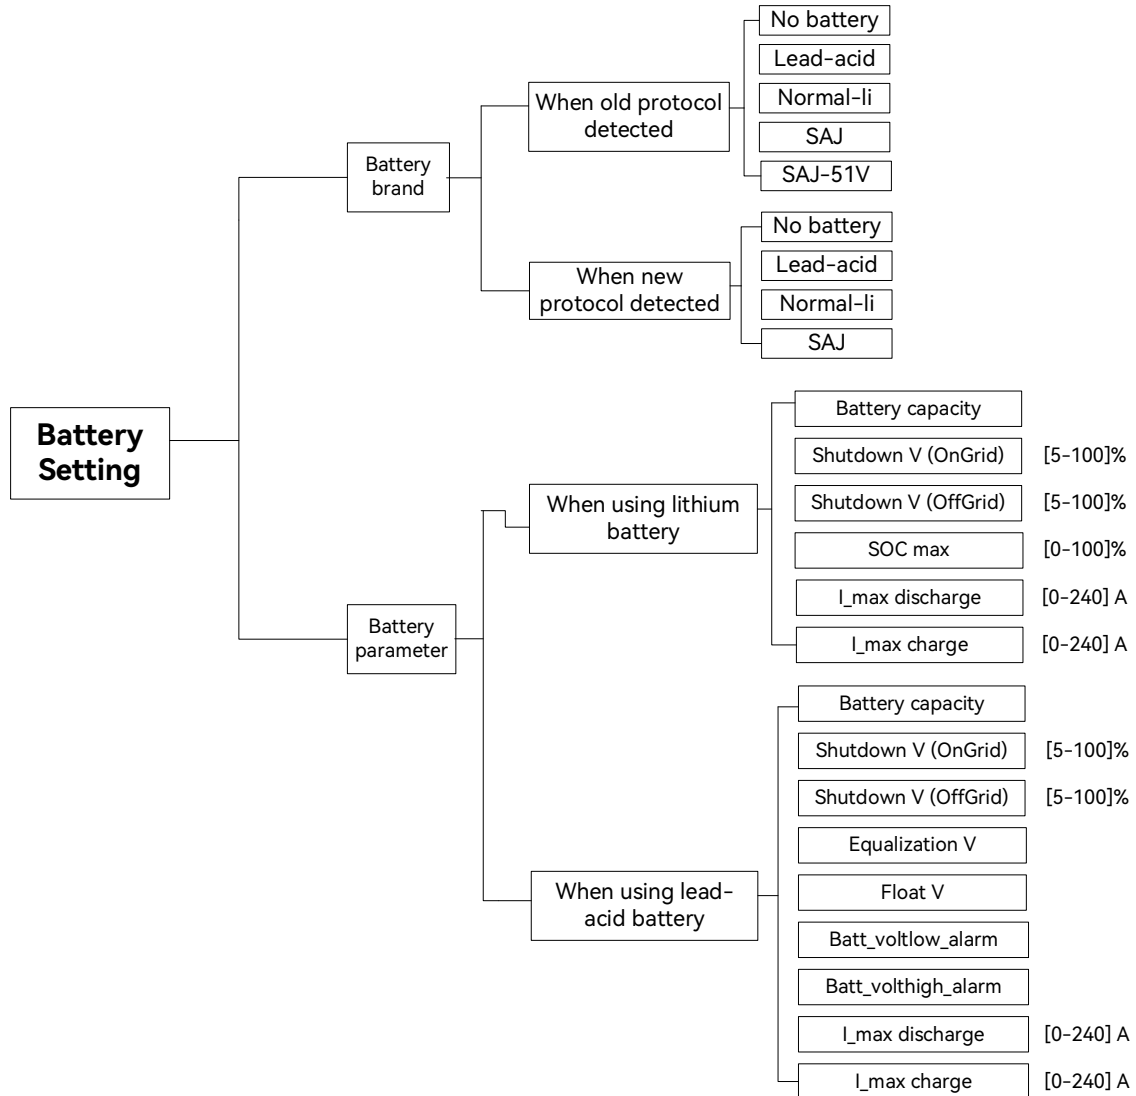 No battery
Lead-acid
When old protocol
detected
Normal-li
SAJ
SAJ-51V
Battery
brand
No battery
Lead-acid
When new
protocol detected
Normal-li
SAJ
Battery
Setting
Battery capacity
Shutdown V (OnGrid) [5-100]%
When using lithium
battery
Shutdown V (OffGrid) [5-100]%
SOC max [0-100]%
I_max discharge [0-240] A
I_max charge [0-240] A
Battery
parameter
Battery capacity
Shutdown V (OnGrid) [5-100]%
Shutdown V (OffGrid) [5-100]%
Equalization V
When using lead-
acid battery
Float V
Batt_voltlow_alarm
Batt_volthigh_alarm
I_max discharge [0-240] A
I_max charge [0-240] A